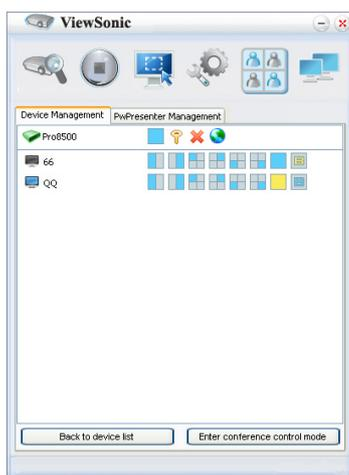 ViewSonic
Device Management PwPresenter Management
Pro8500
66
QQ
Back to device list Enter conference control mode